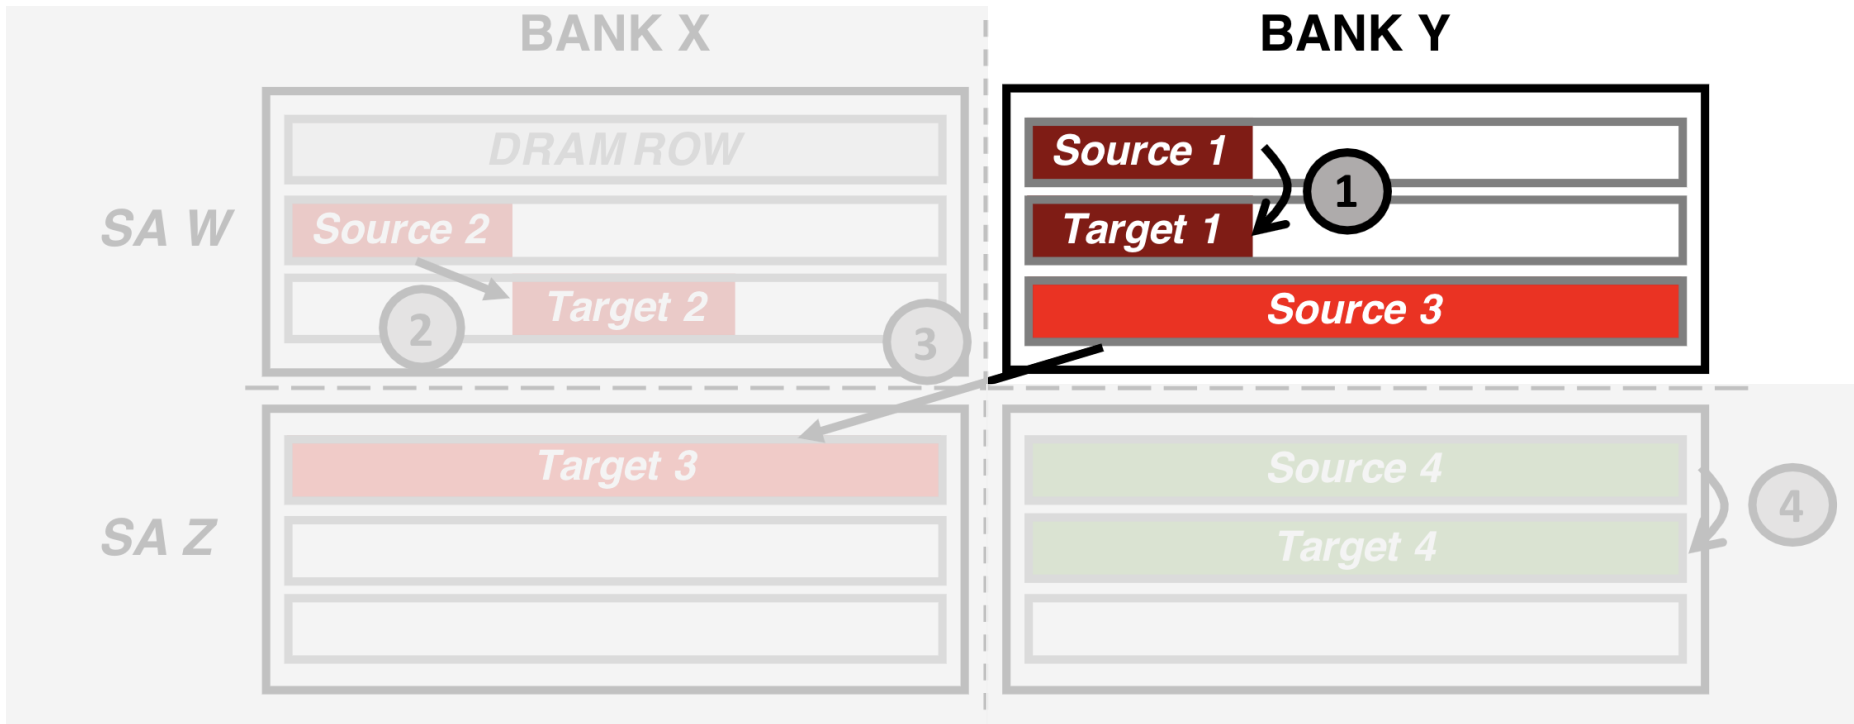 BANK X
BANK Y
DRAM ROW
Source 1
1
SA W
Source 2
Target 1
Target 2
Source 3
2
3
Target 3
Source 4
4
SA Z
Target 4